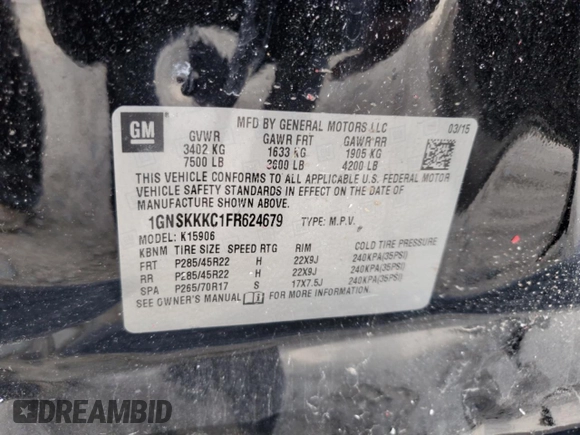 GM
MFD BY GENERAL MOTORS LLC
03/15
GVWR GAWR FRT GAWR RR
3402 KG 1633 KG 1905 KG
7500 LB 3600 LB 4200 LB
THIS VEHICLE CONFORMS TO ALL APPLICABLE U.S. FEDERAL MOTOR
VEHICLE SAFETY STANDARDS IN EFFECT ON THE DATE OF
MANUFACTURE SHOWN ABOVE.
1GNSKKKC1FR624679 TYPE: M.P.V.
MODEL: K15906
KBNM TIRE SIZE SPEED RTG RIM COLD TIRE PRESSURE
FRT P285/45R22 H 22X9J 240KPA(35PSI)
RR P285/45R22 H 22X9J 240KPA(35PSI)
SPA P265/70R17 S 17X7.5J 240KPA(35PSI)
SEE OWNER'S MANUAL FOR MORE INFORMATION.
DREAMBID